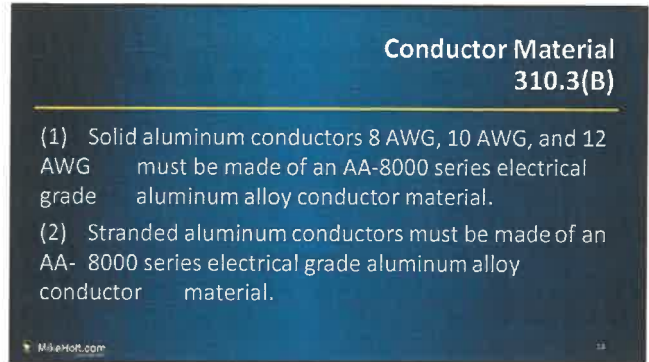 Conductor Material
310.3(B)
(1) Solid aluminum conductors 8 AWG, 10 AWG, and 12
AWG must be made of an AA-8000 series electrical
grade aluminum alloy conductor material.
(2) Stranded aluminum conductors must be made of an
AA- 8000 series electrical grade aluminum alloy
conductor material.
MikeHolt.com